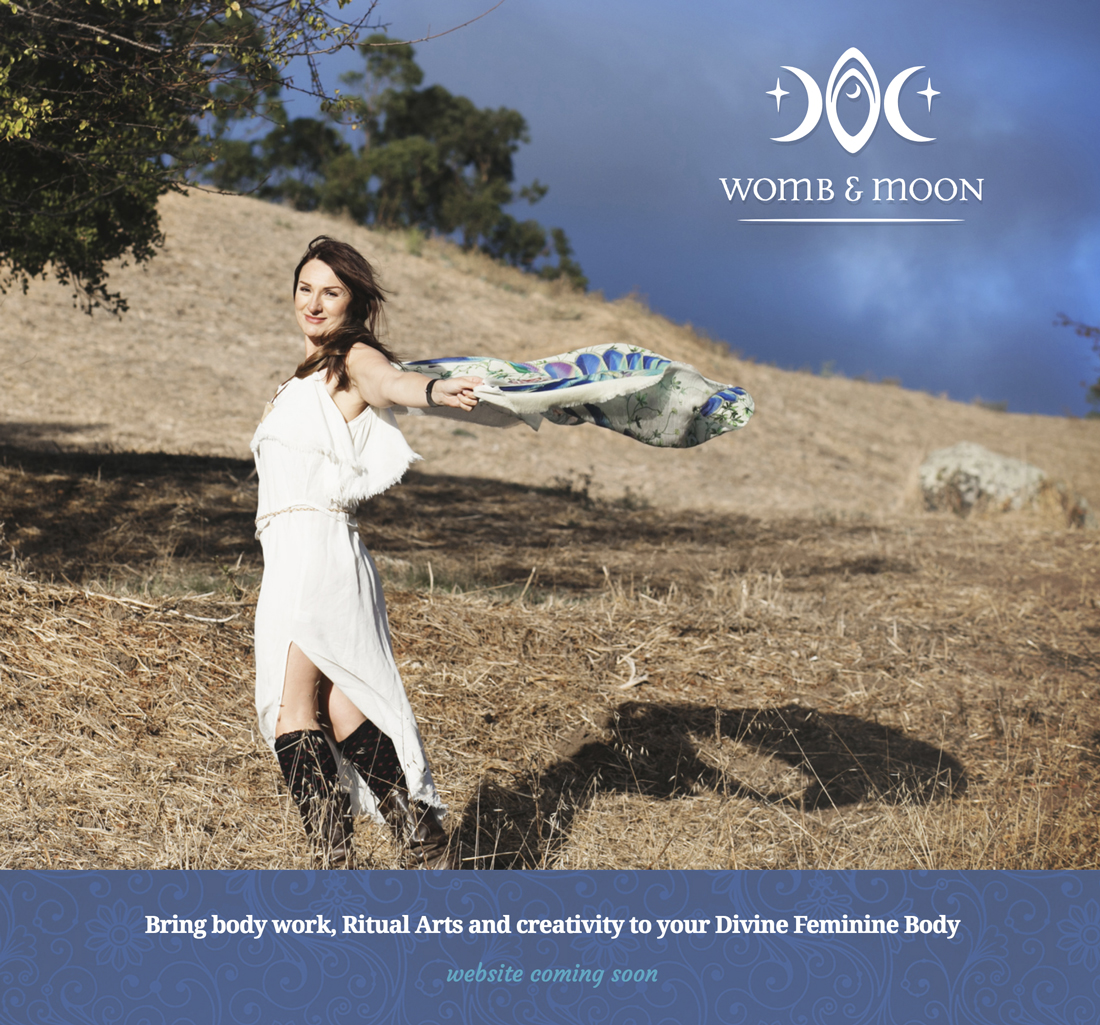 WOMB & MOON
Bring body work, Ritual Arts and creativity to your Divine Feminine Body
website coming soon